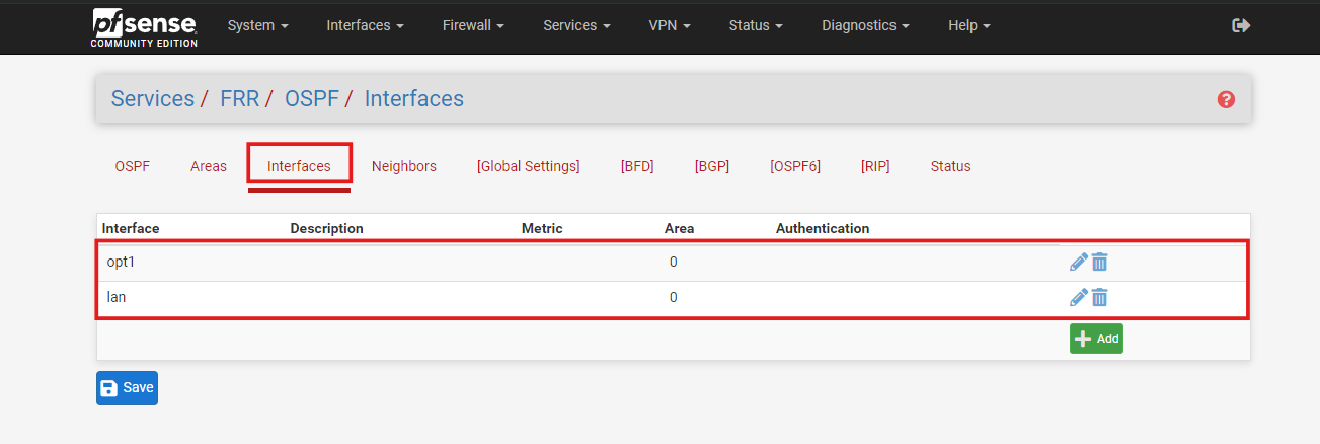 pfsense
COMMUNITY EDITION
System Interfaces Firewall Services VPN Status Diagnostics Help
Services / FRR / OSPF / Interfaces
OSPF Areas Interfaces Neighbors [Global Settings] [BFD] [BGP] [OSPF6] [RIP] Status
Interface Description Metric Area Authentication
opt1 0
lan 0
Add
Save